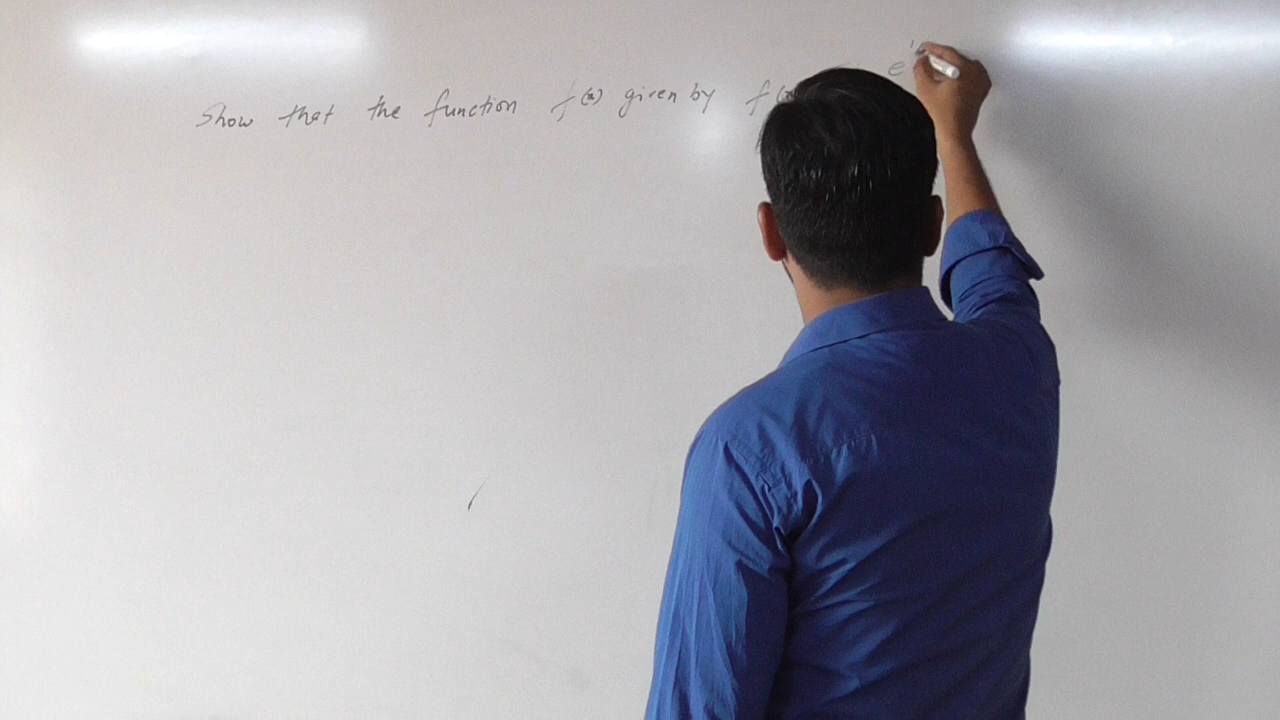 Show that the function f(x) given by f(x e'